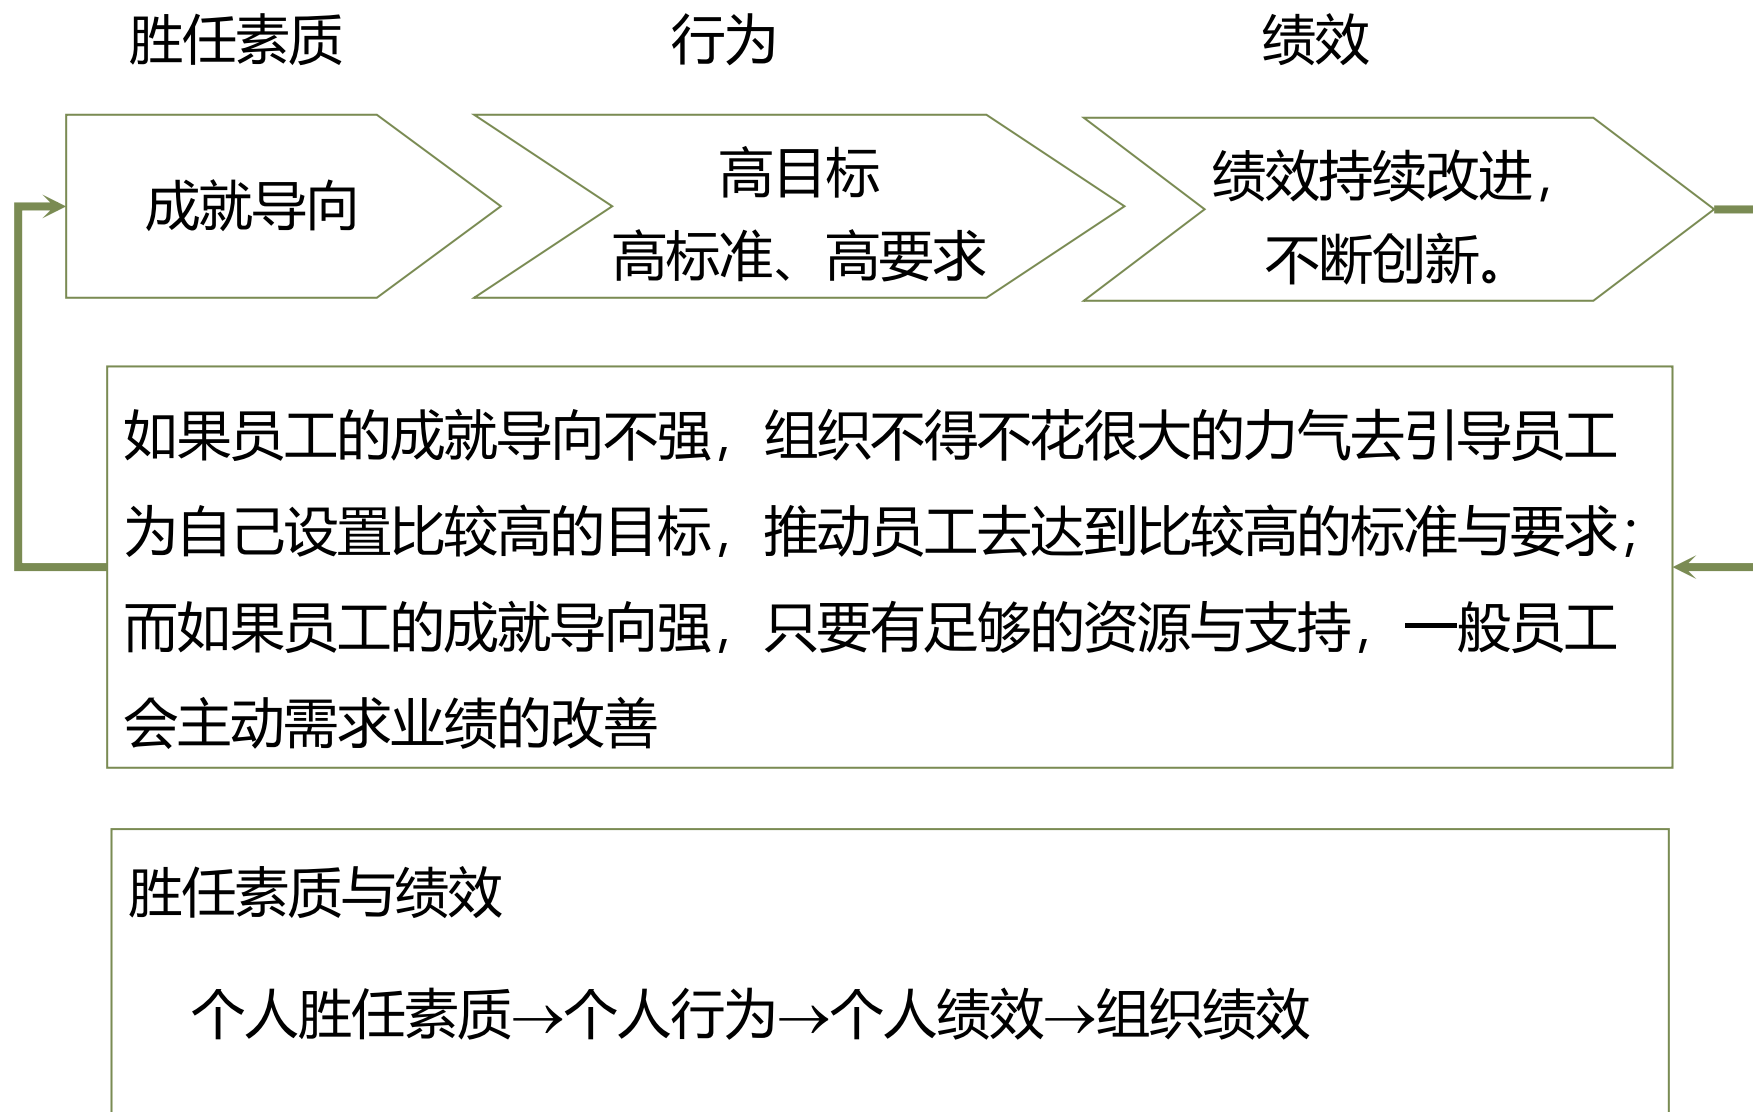 胜任素质 行为 绩效
成就导向
高目标
高标准、高要求
绩效持续改进，
不断创新。
如果员工的成就导向不强，组织不得不花很大的力气去引导员工
为自己设置比较高的目标，推动员工去达到比较高的标准与要求；
而如果员工的成就导向强，只要有足够的资源与支持，一般员工
会主动需求业绩的改善
胜任素质与绩效
个人胜任素质→个人行为→个人绩效→组织绩效